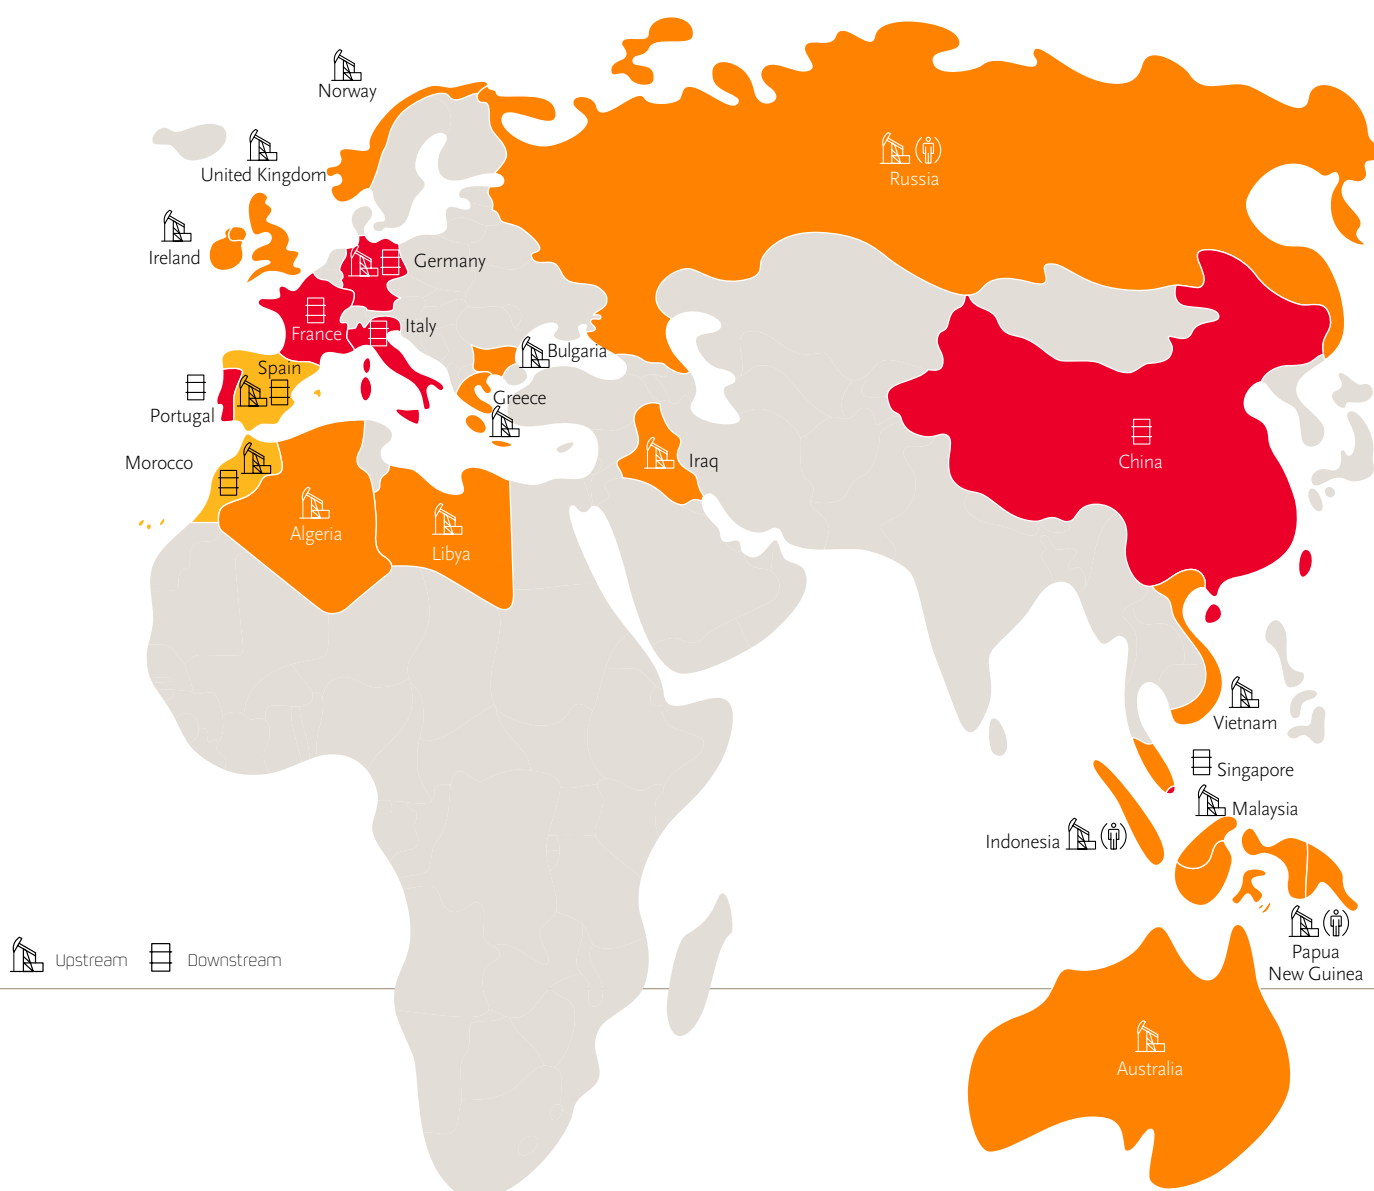 Norway
Russia
United Kingdom
Ireland
Germany
France
Italy
Bulgaria
Spain
Greece
Portugal
Morocco
Iraq
China
Algeria
Libya
Vietnam
Singapore
Malaysia
Indonesia
Papua
New Guinea
Upstream
Downstream
Australia